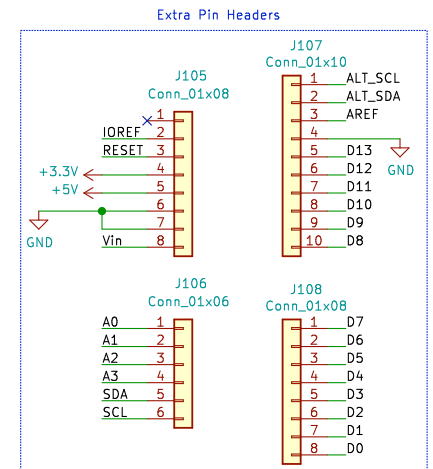 Extra Pin Headers
J105
Conn_01x08
1
IOREF 2
RESET 3
+3.3V 4
+5V 5
6
7
GND
Vin 8
J107
Conn_01x10
1 ALT_SCL
2 ALT_SDA
3 AREF
4
GND
5 D13
6 D12
7 D11
8 D10
9 D9
10 D8
J106
Conn_01x06
A0 1
A1 2
A2 3
A3 4
SDA 5
SCL 6
J108
Conn_01x08
1 D7
2 D6
3 D5
4 D4
5 D3
6 D2
7 D1
8 D0